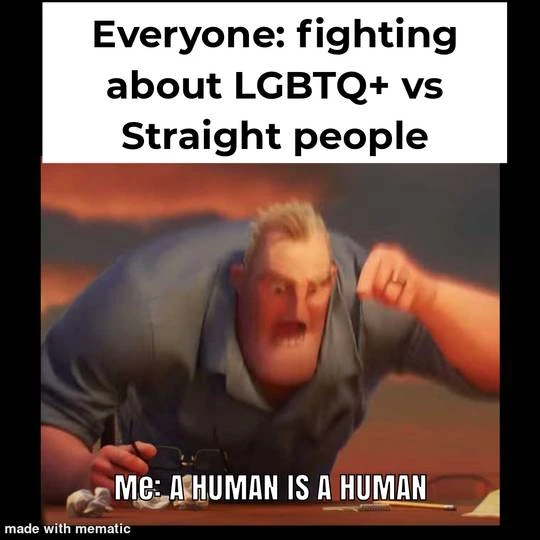 Everyone: fighting
about LGBTQ+ vs
Straight people
Me: A HUMAN IS A HUMAN
made with mematic